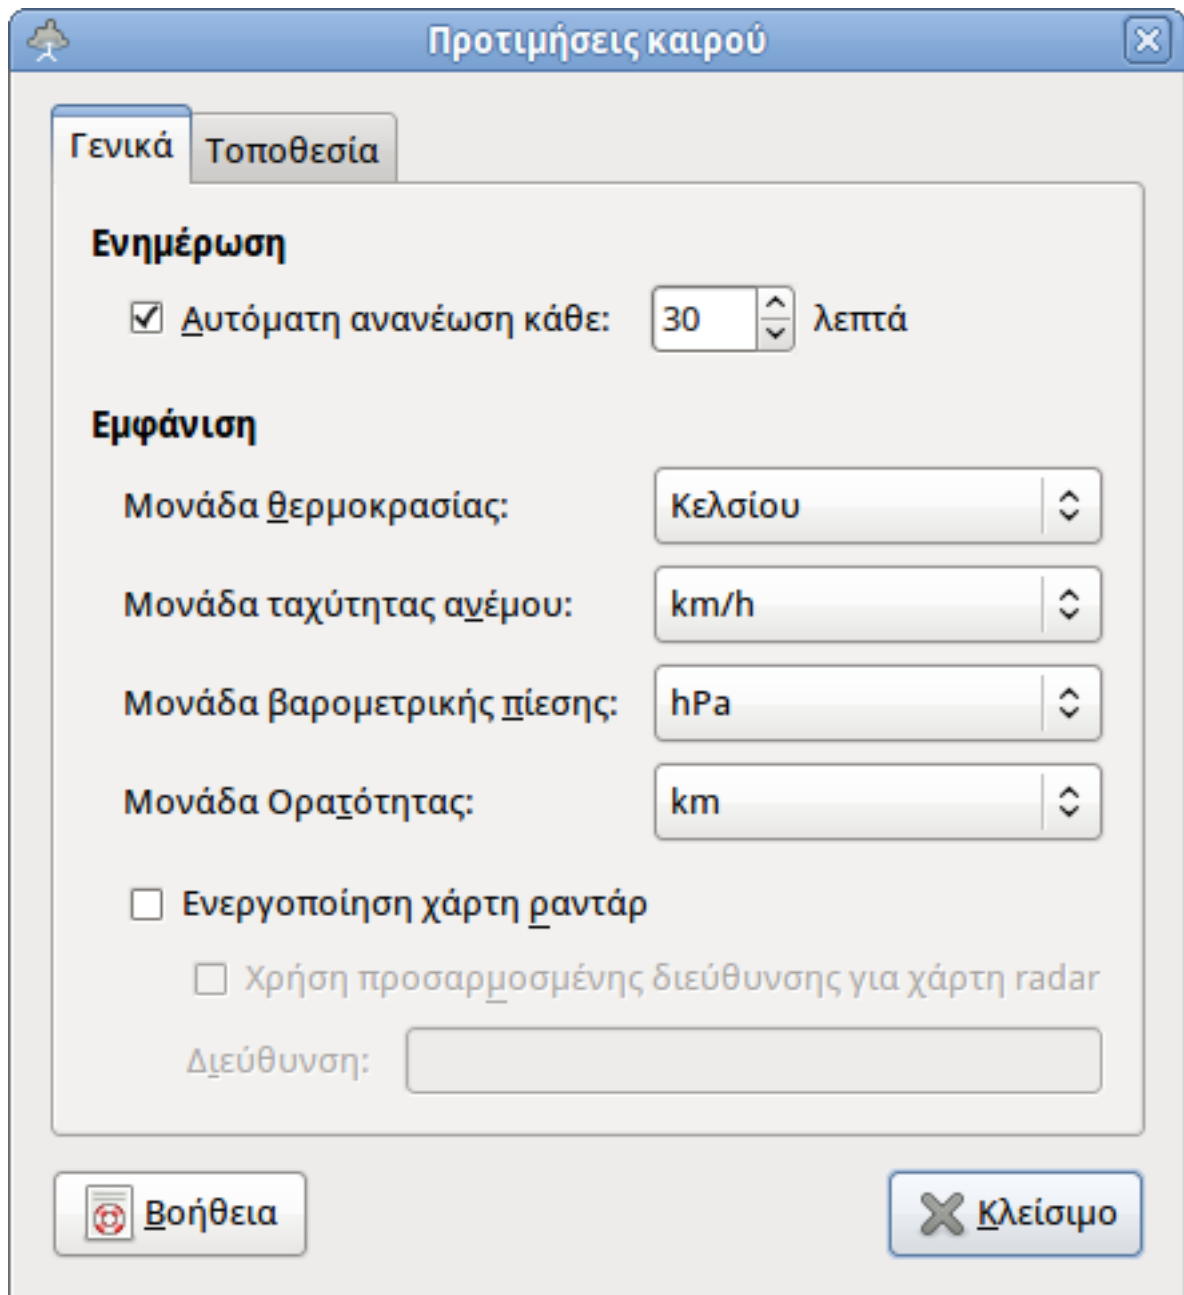 Προτιμήσεις καιρού
Γενικά Τοποθεσία
Ενημέρωση
Αυτόματη ανανέωση κάθε: 30 λεπτά
Εμφάνιση
Μονάδα θερμοκρασίας: Κελσίου
Μονάδα ταχύτητας ανέμου: km/h
Μονάδα βαρομετρικής πίεσης: hPa
Μονάδα Ορατότητας: km
Ενεργοποίηση χάρτη ραντάρ
Χρήση προσαρμοσμένης διεύθυνσης για χάρτη radar
Διεύθυνση:
Βοήθεια Κλείσιμο